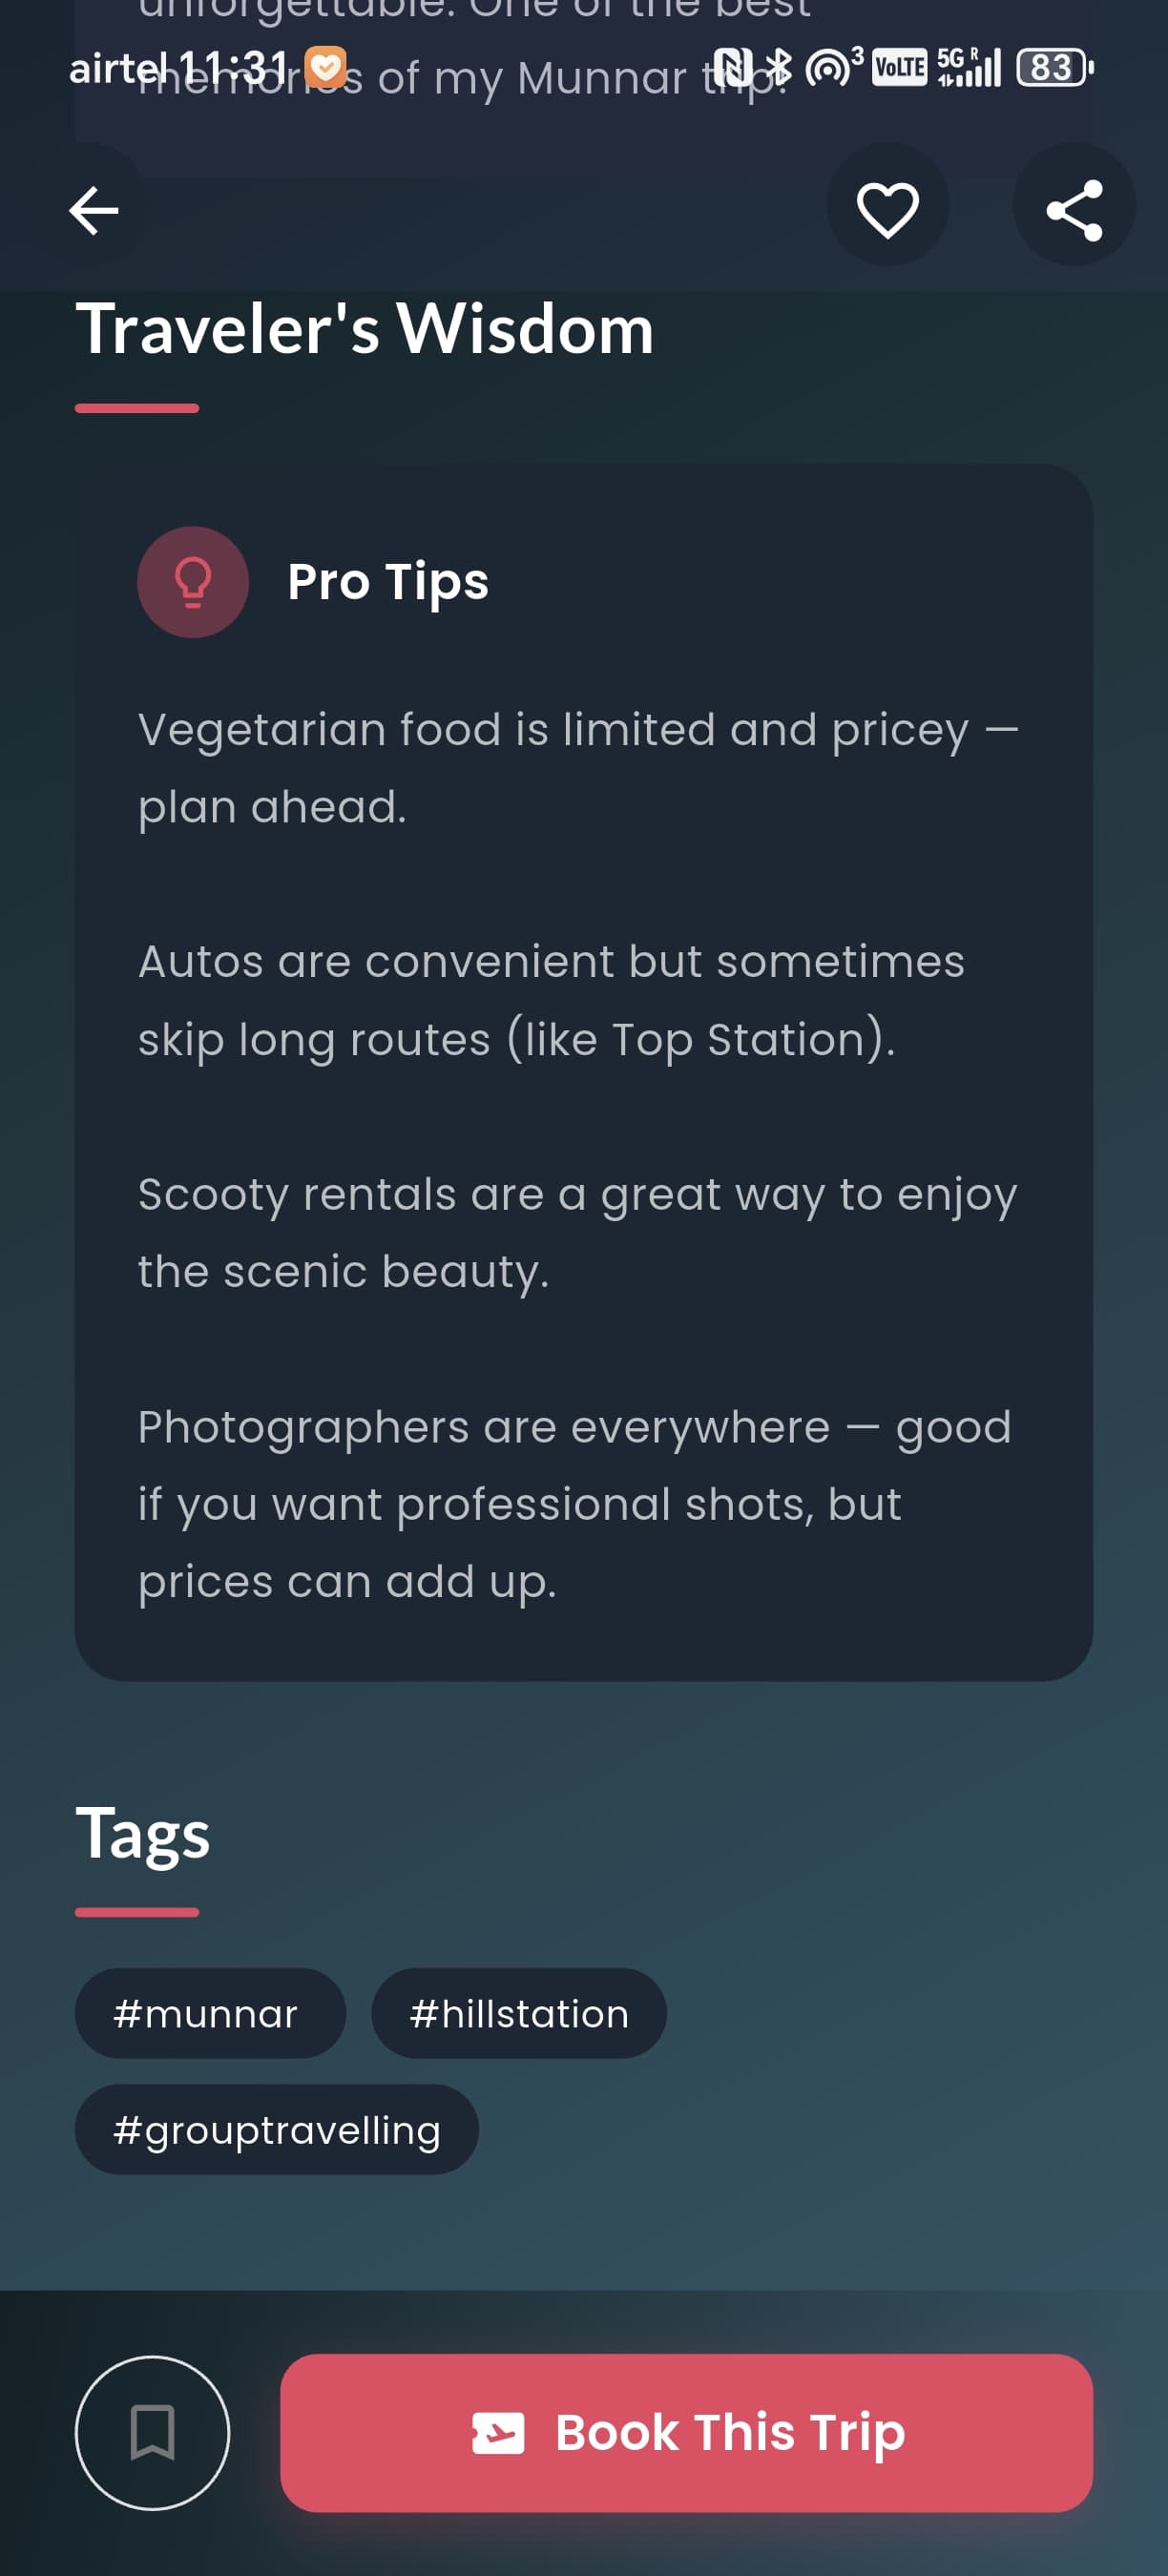 unforgettable. One of the best
airtel 11:31 3 VoLTE 5G R 83
memories of my Munnar trip.
Traveler's Wisdom
Pro Tips
Vegetarian food is limited and pricey —
plan ahead.
Autos are convenient but sometimes
skip long routes (like Top Station).
Scooty rentals are a great way to enjoy
the scenic beauty.
Photographers are everywhere — good
if you want professional shots, but
prices can add up.
Tags
#munnar #hillstation
#grouptravelling
Book This Trip